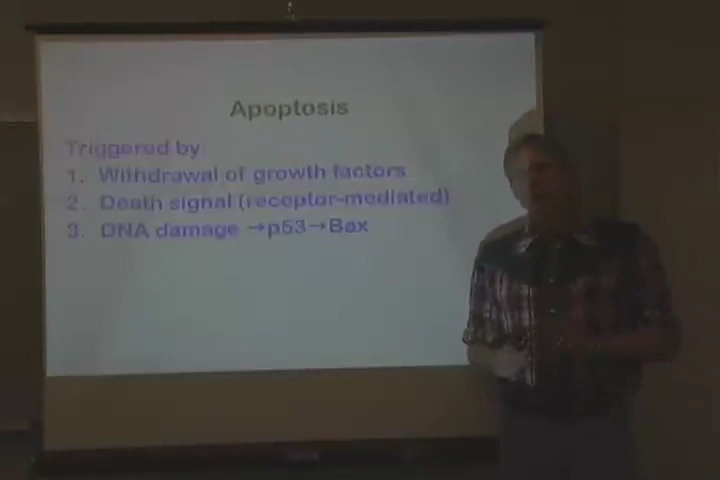 Apoptosis
Triggered by:
1. Withdrawal of growth factors
2. Death signal (receptor-mediated)
3. DNA damage →p53→Bax